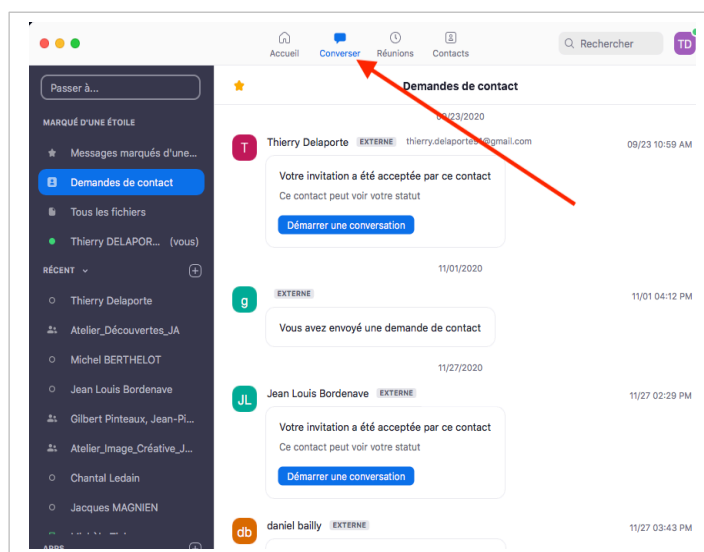 Accueil
Converser
Réunions
Contacts
Rechercher
TD
Passer à...
MARQUÉ D'UNE ÉTOILE
Messages marqués d'une...
Demandes de contact
Tous les fichiers
Thierry DELAPOR... (vous)
RÉCENT
Thierry Delaporte
Atelier_Découvertes_JA
Michel BERTHELOT
Jean Louis Bordenave
Gilbert Pinteaux, Jean-Pi...
Atelier_Image_Créative_J...
Chantal Ledain
Jacques MAGNIEN
APPS
Demandes de contact
09/23/2020
T
Thierry Delaporte EXTERNE thierry.delaporte91@gmail.com
09/23 10:59 AM
Votre invitation a été acceptée par ce contact
Ce contact peut voir votre statut
Démarrer une conversation
11/01/2020
g
EXTERNE
11/01 04:12 PM
Vous avez envoyé une demande de contact
11/27/2020
JL
Jean Louis Bordenave EXTERNE
11/27 02:29 PM
Votre invitation a été acceptée par ce contact
Ce contact peut voir votre statut
Démarrer une conversation
db
daniel bailly EXTERNE
11/27 03:43 PM